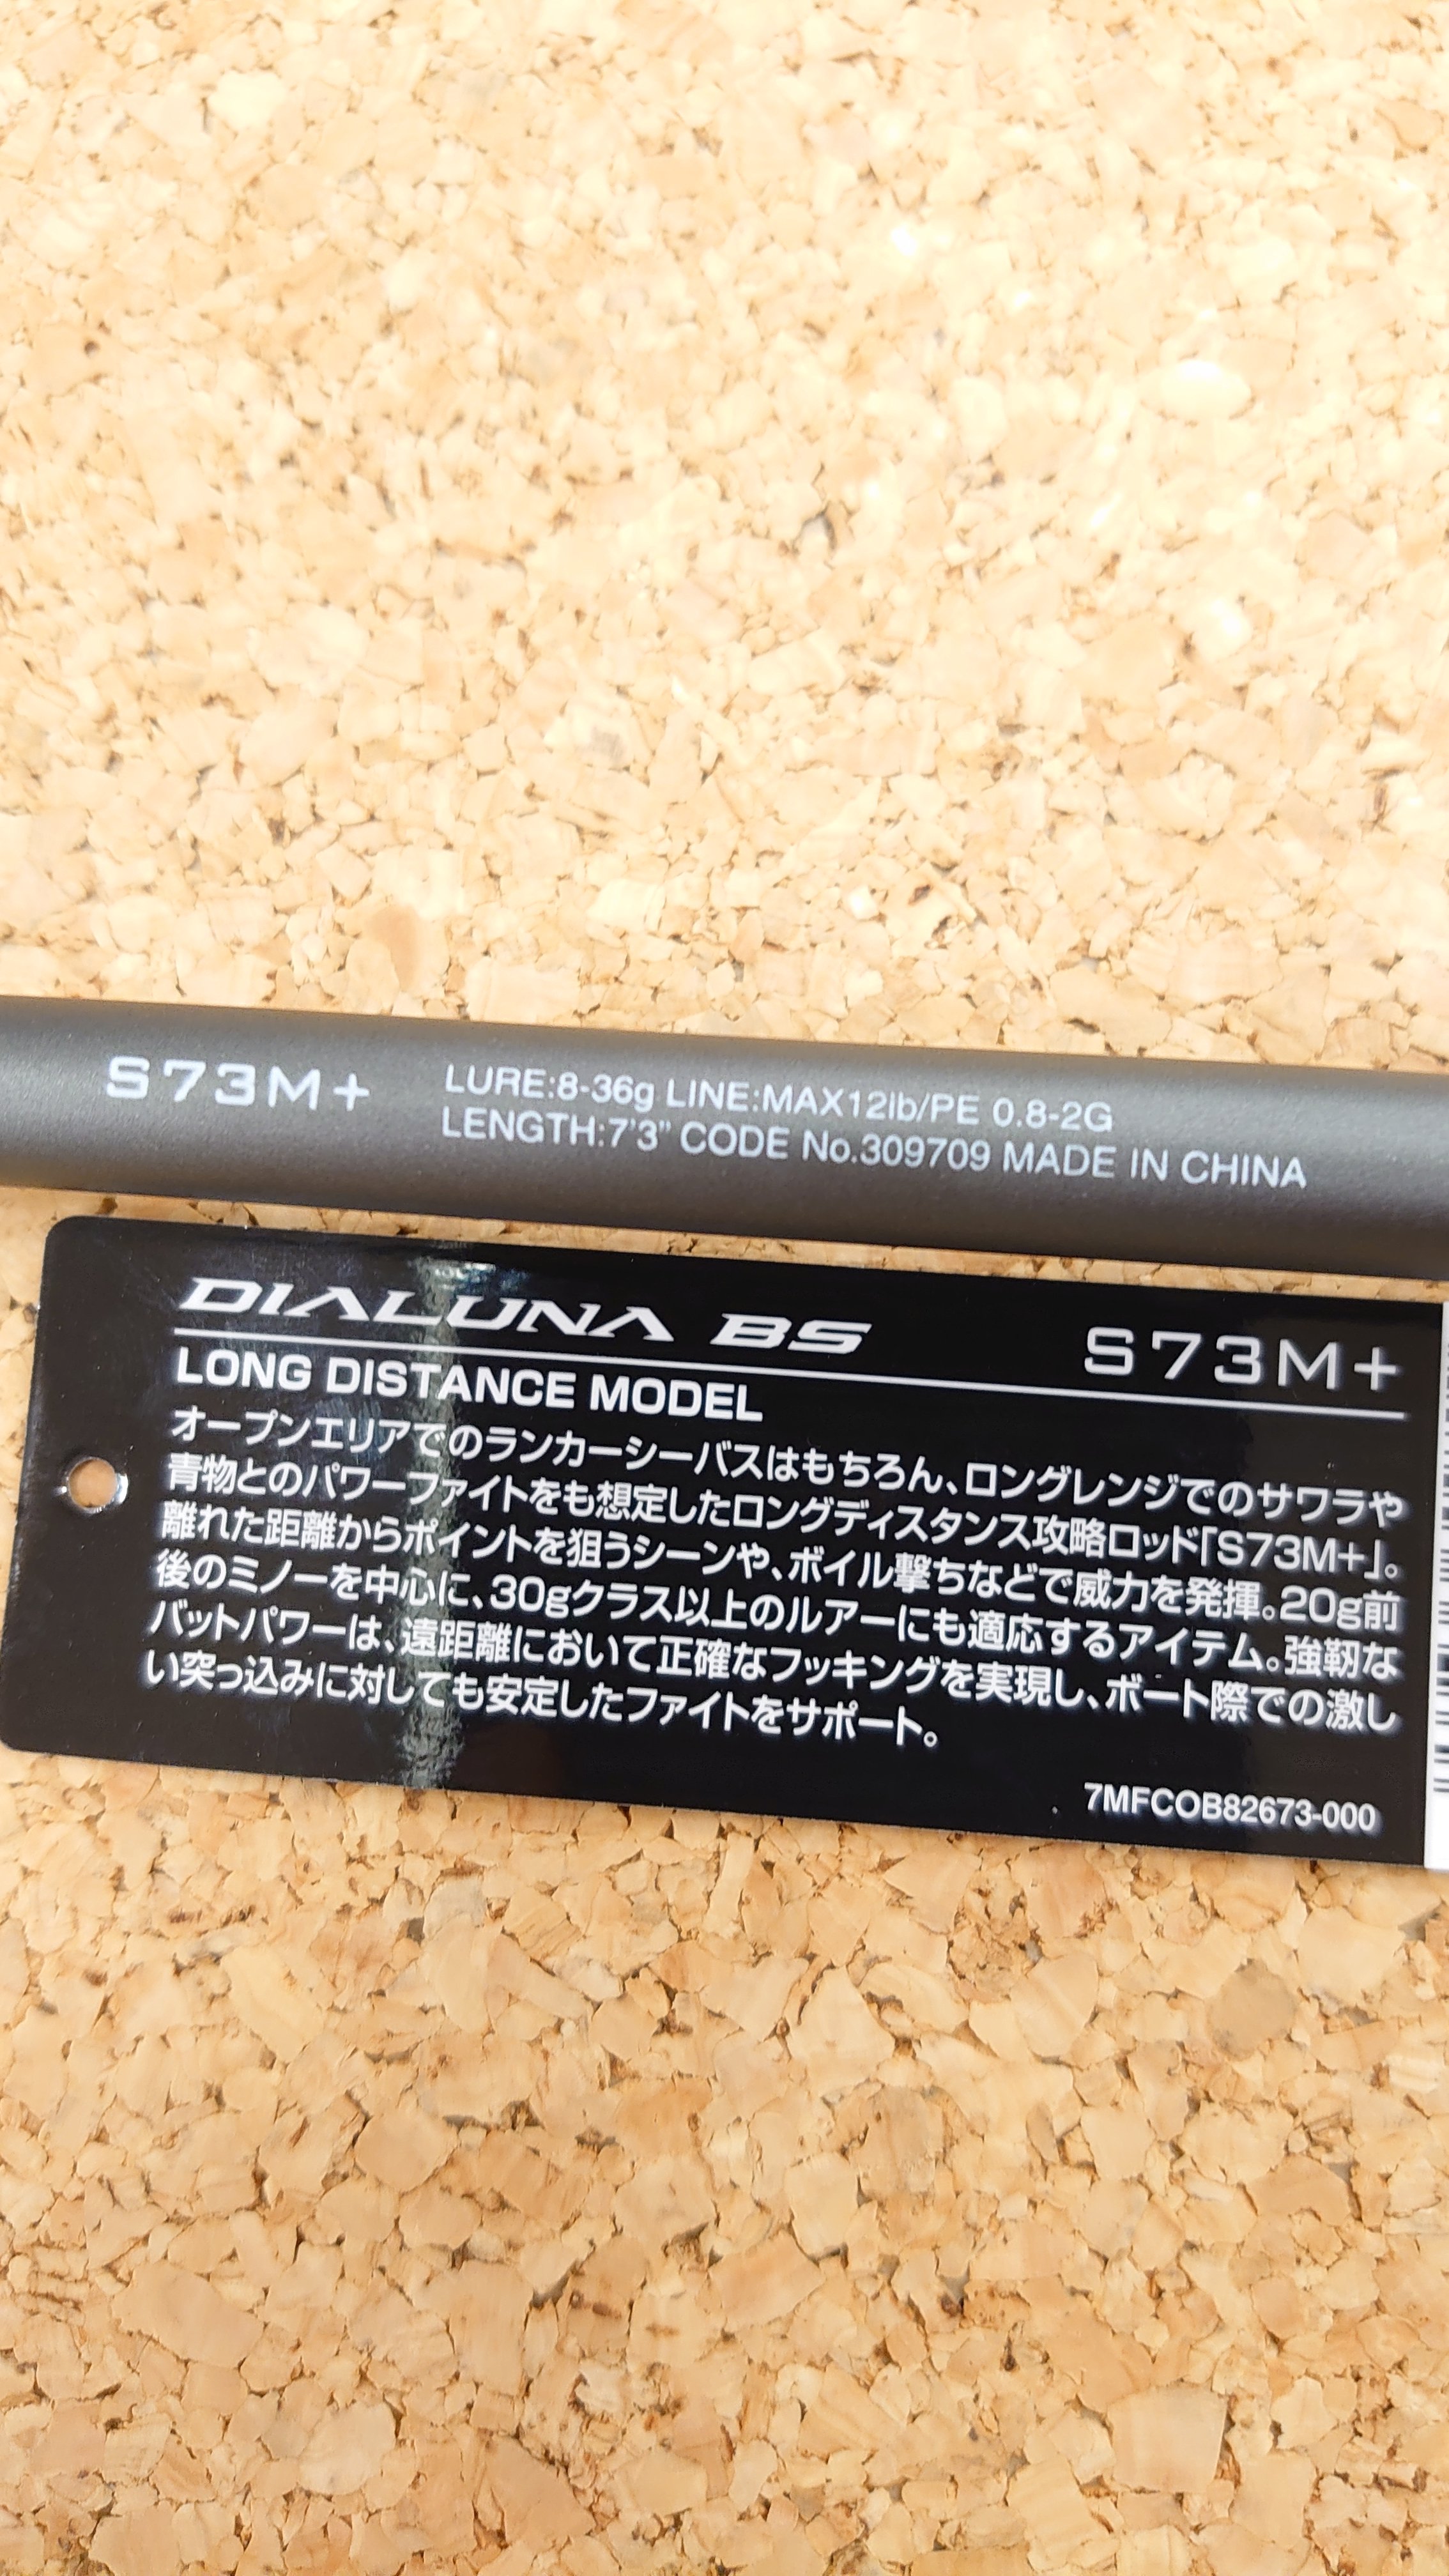 S73M+
LURE:8-36g LINE:MAX12lb/PE 0.8-2G
LENGTH:7'3" CODE No.309709 MADE IN CHINA
DIALUNA BS S73M+
LONG DISTANCE MODEL
オープンエリアでのランカーシーバスはもちろん、ロングレンジでのサワラや
青物とのパワーファイトをも想定したロングディスタンス攻略ロッド「S73M+」。
離れた距離からポイントを狙うシーンや、ボイル撃ちなどで威力を発揮。20g前
後のミノーを中心に、30gクラス以上のルアーにも適応するアイテム。強靭な
バットパワーは、遠距離において正確なフッキングを実現し、ボート際での激し
い突っ込みに対しても安定したファイトをサポート。
7MFCOB82673-000